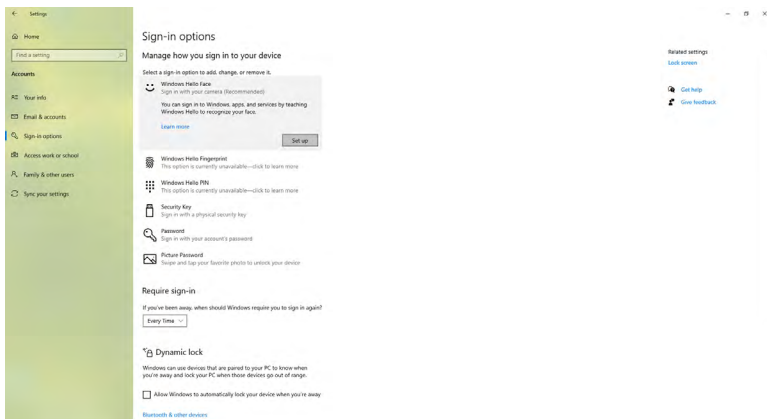 Settings
Home
Find a setting
Accounts
Your info
Email & accounts
Sign-in options
Access work or school
Family & other users
Sync your settings
Sign-in options
Manage how you sign in to your device
Select a sign-in option to add, change, or remove it.
Windows Hello Face
Sign in with your camera (Recommended)
You can sign in to Windows, apps, and services by teaching
Windows Hello to recognize your face.
Learn more
Set up
Windows Hello Fingerprint
This option is currently unavailable—click to learn more
Windows Hello PIN
This option is currently unavailable—click to learn more
Security Key
Sign in with a physical security key
Password
Sign in with your account's password
Picture Password
Swipe and tap your favorite photo to unlock your device
Require sign-in
If you've been away, when should Windows require you to sign in again?
Every Time
Dynamic lock
Windows can use devices that are paired to your PC to know when
you're away and lock your PC when those devices go out of range.
Allow Windows to automatically lock your device when you're away
Bluetooth & other devices
Related settings
Lock screen
Get help
Give feedback